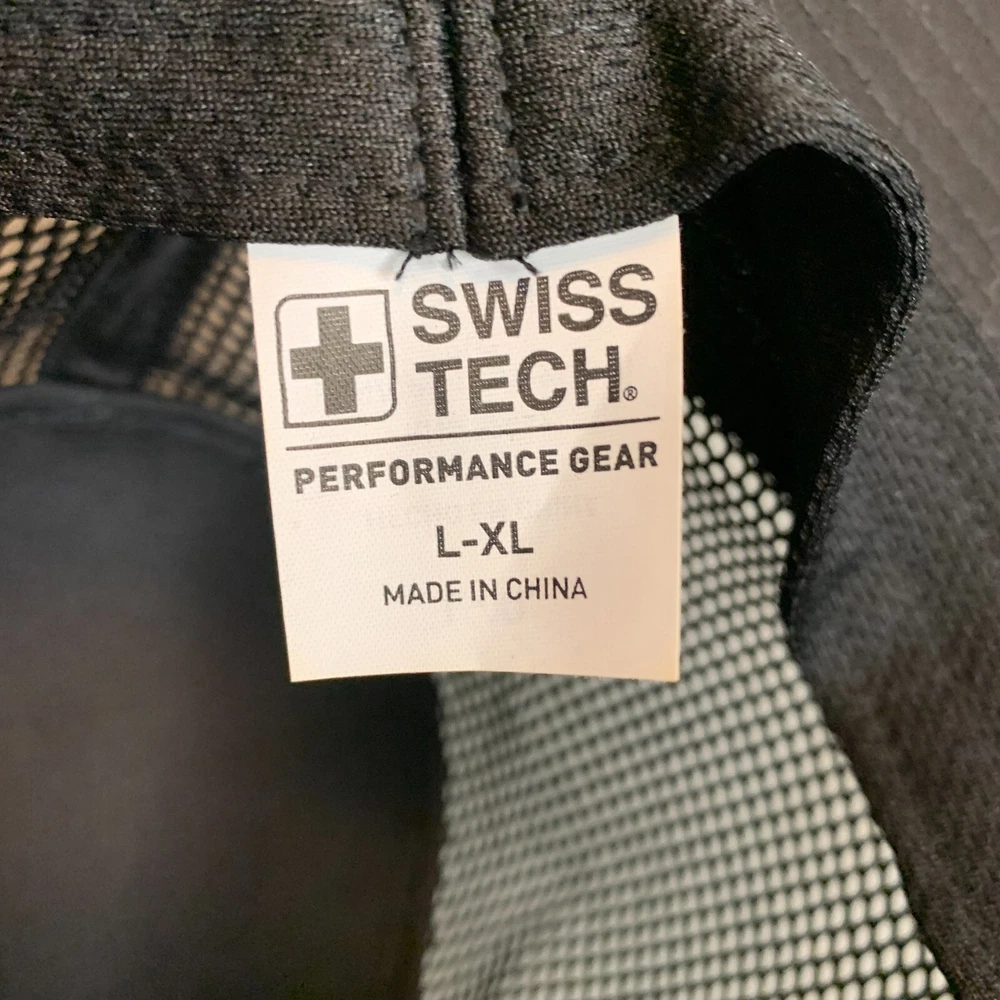 SWISS
TECH®
PERFORMANCE GEAR
L-XL
MADE IN CHINA